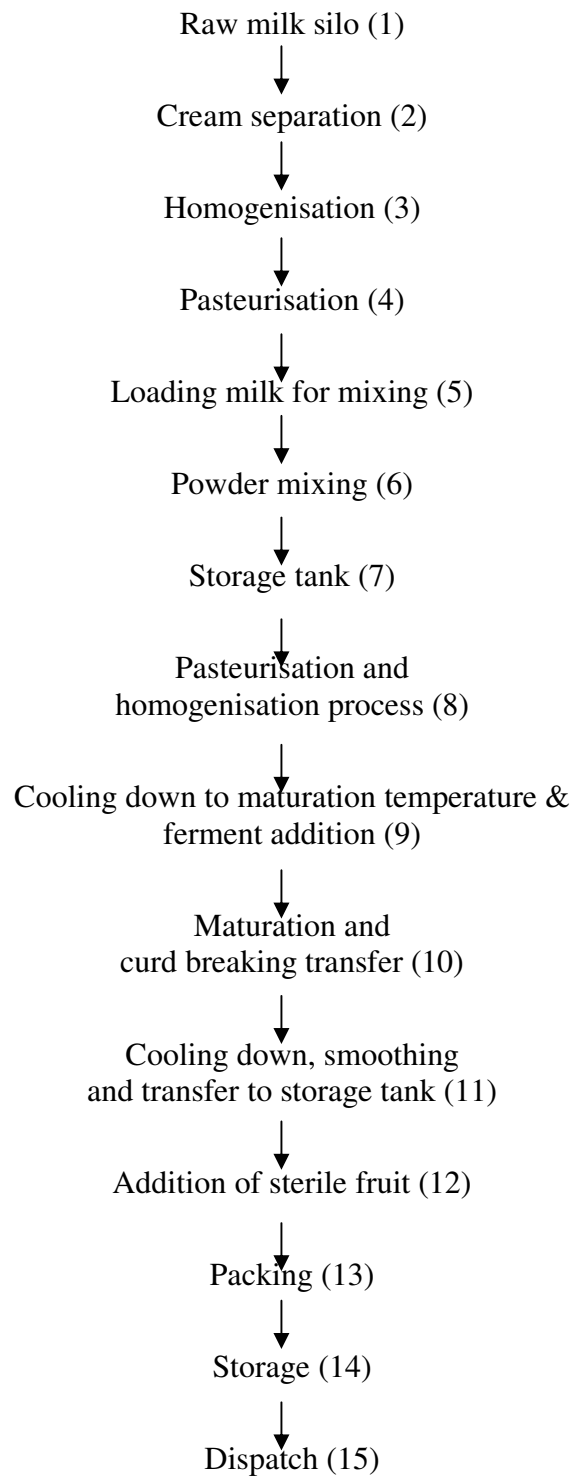 Raw milk silo (1)
Cream separation (2)
Homogenisation (3)
Pasteurisation (4)
Loading milk for mixing (5)
Powder mixing (6)
Storage tank (7)
Pasteurisation and
homogenisation process (8)
Cooling down to maturation temperature &
ferment addition (9)
Maturation and
curd breaking transfer (10)
Cooling down, smoothing
and transfer to storage tank (11)
Addition of sterile fruit (12)
Packing (13)
Storage (14)
Dispatch (15)